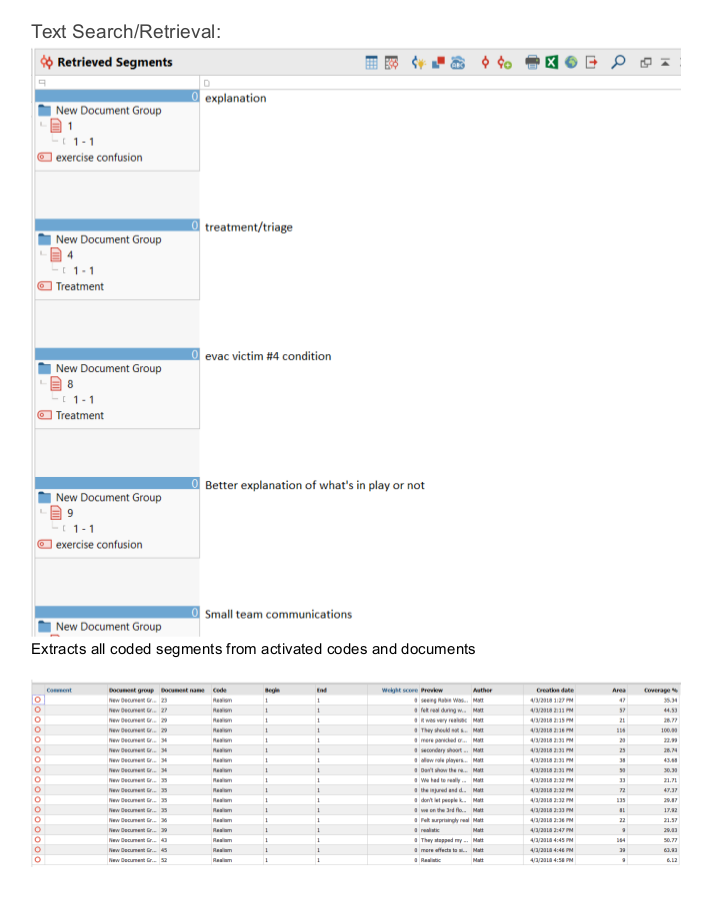 Text Search/Retrieval:
Retrieved Segments
0 explanation
New Document Group
1
1 - 1
exercise confusion
0 treatment/triage
New Document Group
4
1 - 1
Treatment
0 evac victim #4 condition
New Document Group
8
1 - 1
Treatment
0 Better explanation of what's in play or not
New Document Group
9
1 - 1
exercise confusion
0 Small team communications
New Document Group
Extracts all coded segments from activated codes and documents
Comment Document group Document name Code Begin End Weight score Preview Author Creation date Area Coverage %
New Document Gr... 23 Realism 1 1 0 seeing Robin Was... Matt 4/3/2018 1:27 PM 47 35.34
New Document Gr... 27 Realism 1 1 0 felt real during w... Matt 4/3/2018 2:11 PM 57 44.53
New Document Gr... 29 Realism 1 1 0 it was very realistic Matt 4/3/2018 2:15 PM 21 28.77
New Document Gr... 29 Realism 1 1 0 They should not s... Matt 4/3/2018 2:16 PM 116 100.00
New Document Gr... 34 Realism 1 1 0 more panicked cr... Matt 4/3/2018 2:31 PM 20 22.99
New Document Gr... 34 Realism 1 1 0 secondary shoort ... Matt 4/3/2018 2:31 PM 25 28.74
New Document Gr... 34 Realism 1 1 0 allow role players... Matt 4/3/2018 2:31 PM 38 43.68
New Document Gr... 34 Realism 1 1 0 Don't show the re... Matt 4/3/2018 2:31 PM 50 30.30
New Document Gr... 35 Realism 1 1 0 We had to really ... Matt 4/3/2018 2:32 PM 33 21.71
New Document Gr... 35 Realism 1 1 0 the injured and d... Matt 4/3/2018 2:32 PM 72 47.37
New Document Gr... 35 Realism 1 1 0 don't let people k... Matt 4/3/2018 2:32 PM 135 29.87
New Document Gr... 35 Realism 1 1 0 we on the 3rd flo... Matt 4/3/2018 2:33 PM 81 17.92
New Document Gr... 36 Realism 1 1 0 Felt surprisingly real Matt 4/3/2018 2:36 PM 22 21.57
New Document Gr... 39 Realism 1 1 0 realistic Matt 4/3/2018 2:47 PM 9 29.03
New Document Gr... 43 Realism 1 1 0 They stopped my ... Matt 4/3/2018 4:45 PM 164 50.77
New Document Gr... 45 Realism 1 1 0 more effects to si... Matt 4/3/2018 4:46 PM 39 63.93
New Document Gr... 52 Realism 1 1 0 Realistic Matt 4/3/2018 4:58 PM 9 6.12